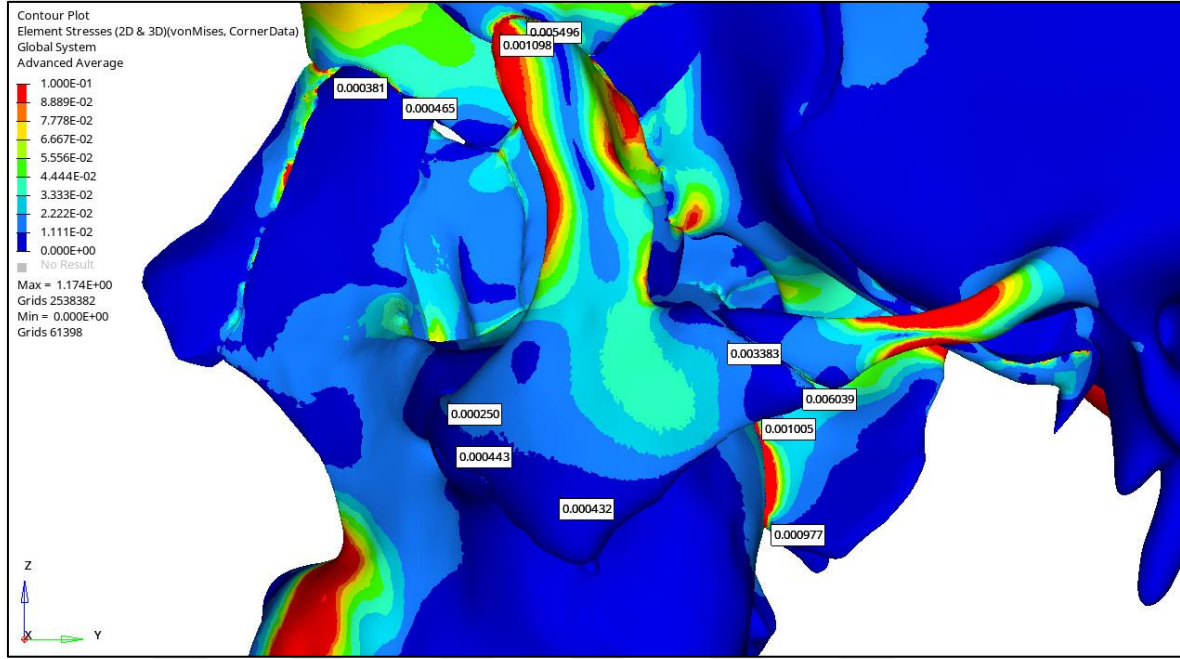 Contour Plot
Element Stresses (2D & 3D)(vonMises, CornerData)
Global System
Advanced Average
1.000E-01
8.889E-02
7.778E-02
6.667E-02
5.556E-02
4.444E-02
3.333E-02
2.222E-02
1.111E-02
0.000E+00
No Result
Max = 1.174E+00
Grids 2538382
Min = 0.000E+00
Grids 61398
0.005496
0.001098
0.000381
0.000465
0.003383
0.006039
0.000250
0.001005
0.000443
0.000432
0.000977
Z
X
Y